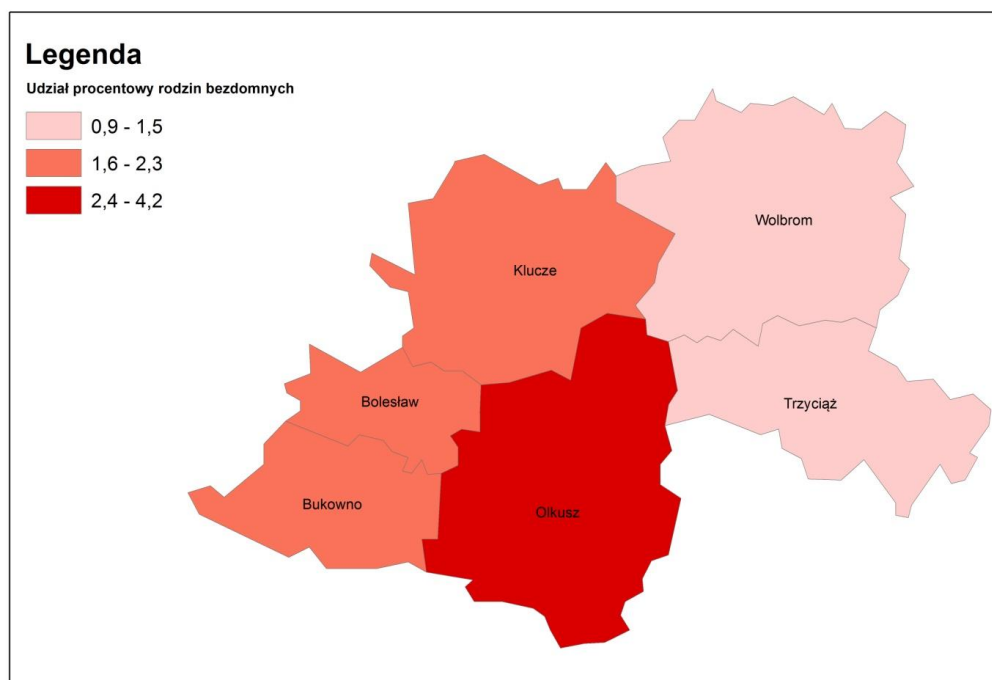 Legenda
Udział procentowy rodzin bezdomnych
0,9 - 1,5
1,6 - 2,3
2,4 - 4,2
Wolbrom
Klucze
Bolesław
Trzyciąż
Bukowno
Olkusz